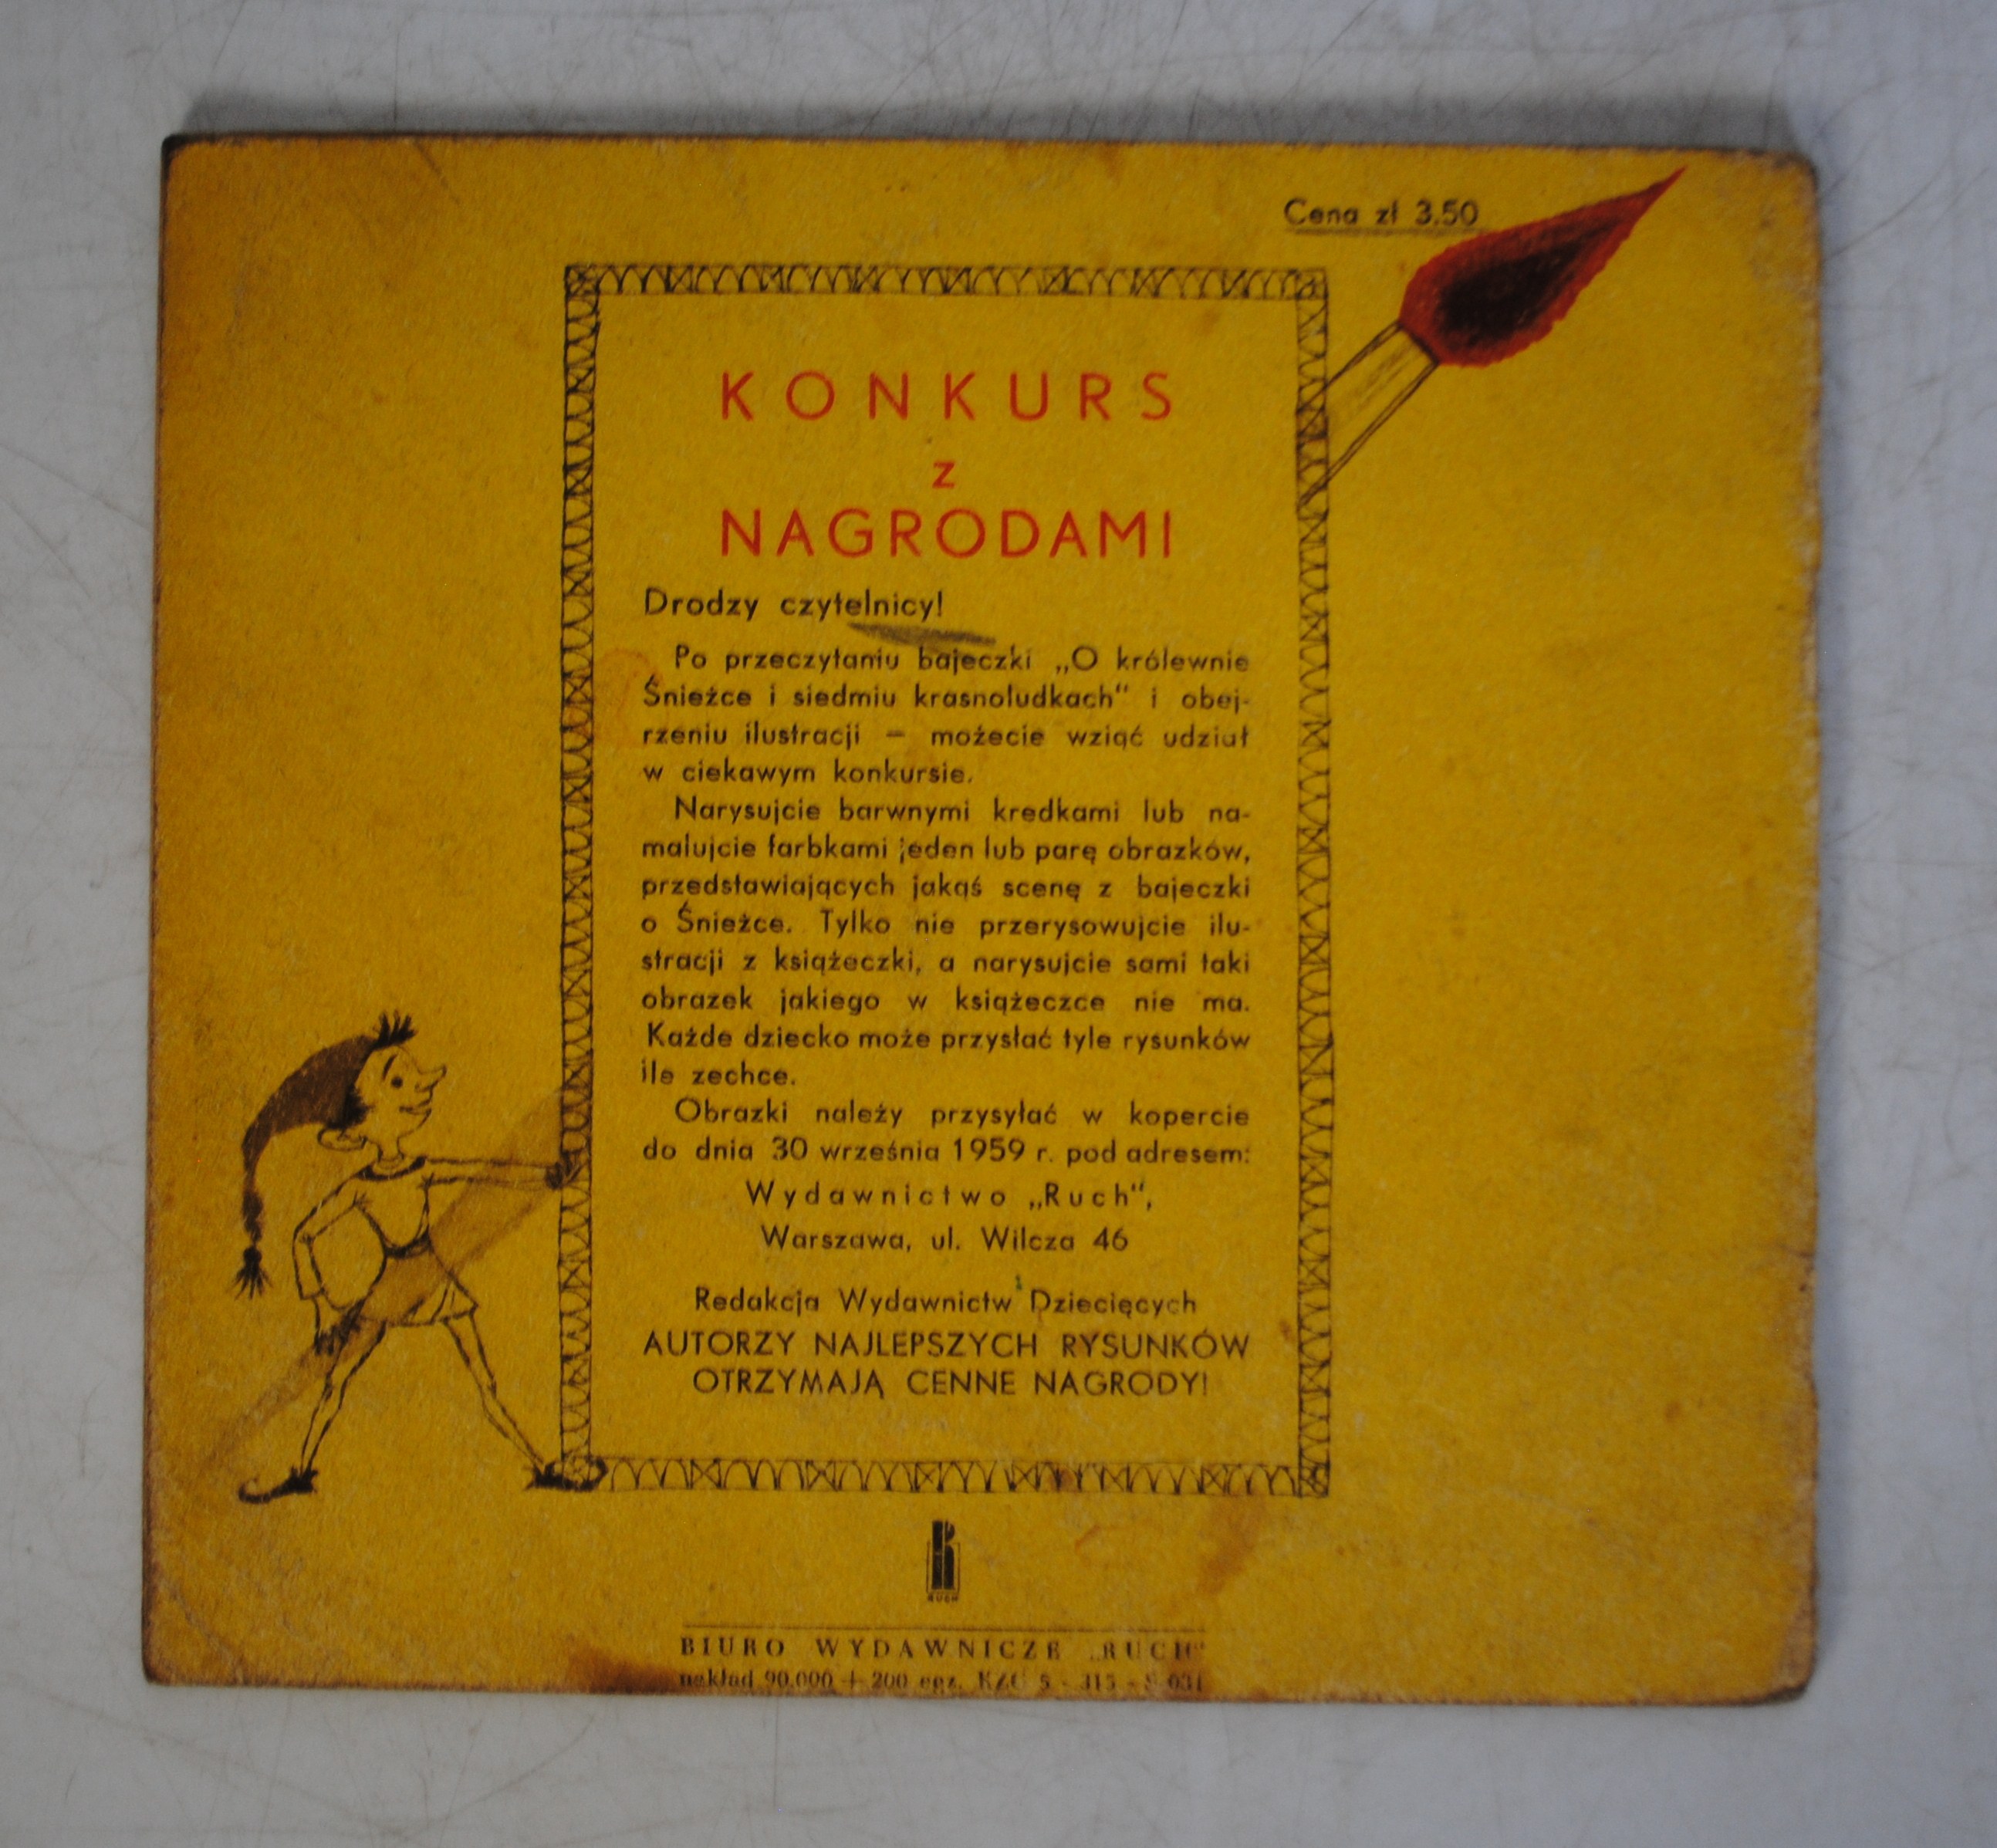 Cena zł 3.50
KONKURS
z
NAGRODAMI
Drodzy czytelnicy!
Po przeczytaniu bajeczki „O królewnie
Śnieżce i siedmiu krasnoludkach" i obej-
rzeniu ilustracji — możecie wziąć udział
w ciekawym konkursie.
Narysujcie barwnymi kredkami lub na-
malujcie farbkami jeden lub parę obrazków,
przedstawiających jakąś scenę z bajeczki
o Śnieżce. Tylko nie przerysowujcie ilu-
stracji z książeczki, a narysujcie sami taki
obrazek jakiego w książeczce nie ma.
Każde dziecko może przysłać tyle rysunków
ile zechce.
Obrazki należy przysyłać w kopercie
do dnia 30 września 1959 r. pod adresem:
Wydawnictwo „Ruch",
Warszawa, ul. Wilcza 46
Redakcja Wydawnictw Dziecięcych
AUTORZY NAJLEPSZYCH RYSUNKÓW
OTRZYMAJĄ CENNE NAGRODY!
RUCH
BIURO WYDAWNICZE „RUCH"
nakład 90.000 + 200 egz. KZG 5 - 315 -